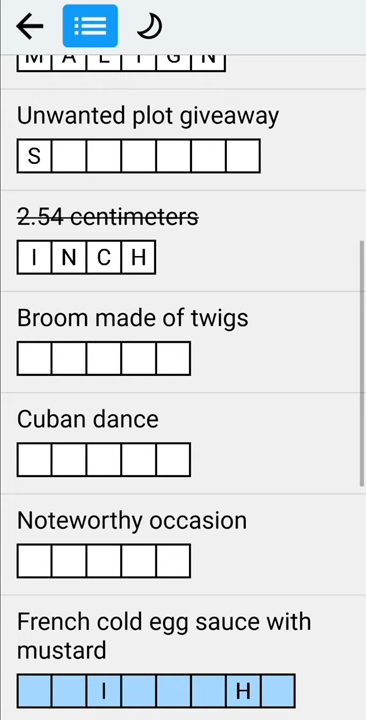 M A L I G N
Unwanted plot giveaway
S
2.54 centimeters
I N C H
Broom made of twigs
Cuban dance
Noteworthy occasion
French cold egg sauce with
mustard
I H